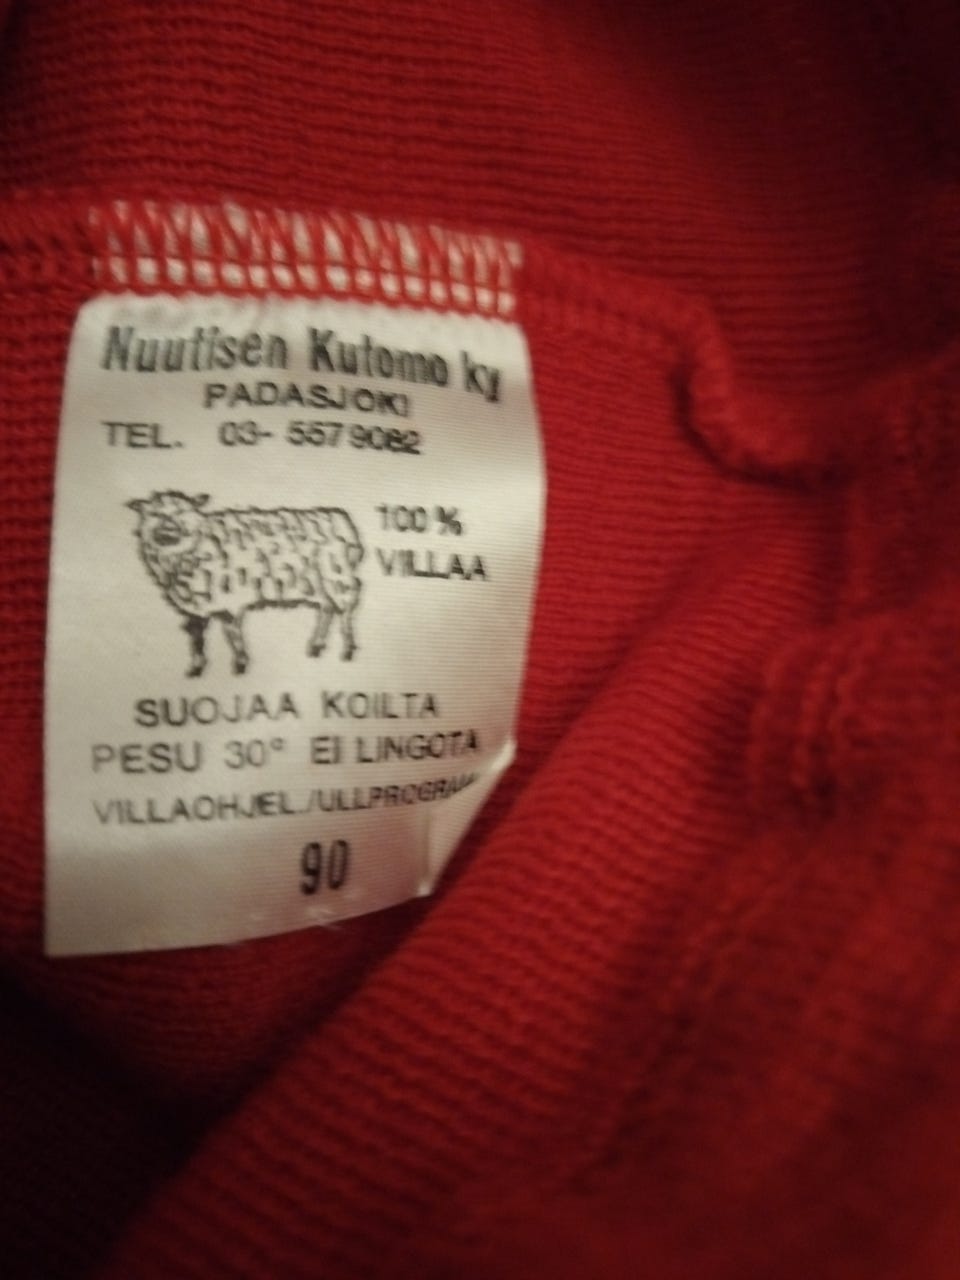 Nuutisen Kutomo ky
PADASJOKI
TEL. 03- 5579082
100 %
VILLAA
SUOJAA KOILTA
PESU 30° EI LINGOTA
VILLAOHJEL./ULLPROGRAM
90